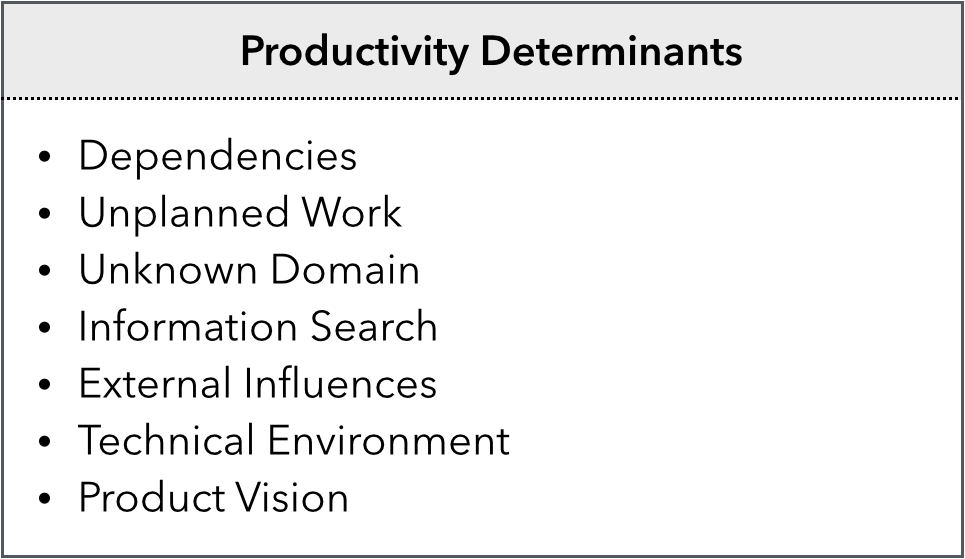 Productivity Determinants
• Dependencies
• Unplanned Work
• Unknown Domain
• Information Search
• External Influences
• Technical Environment
• Product Vision